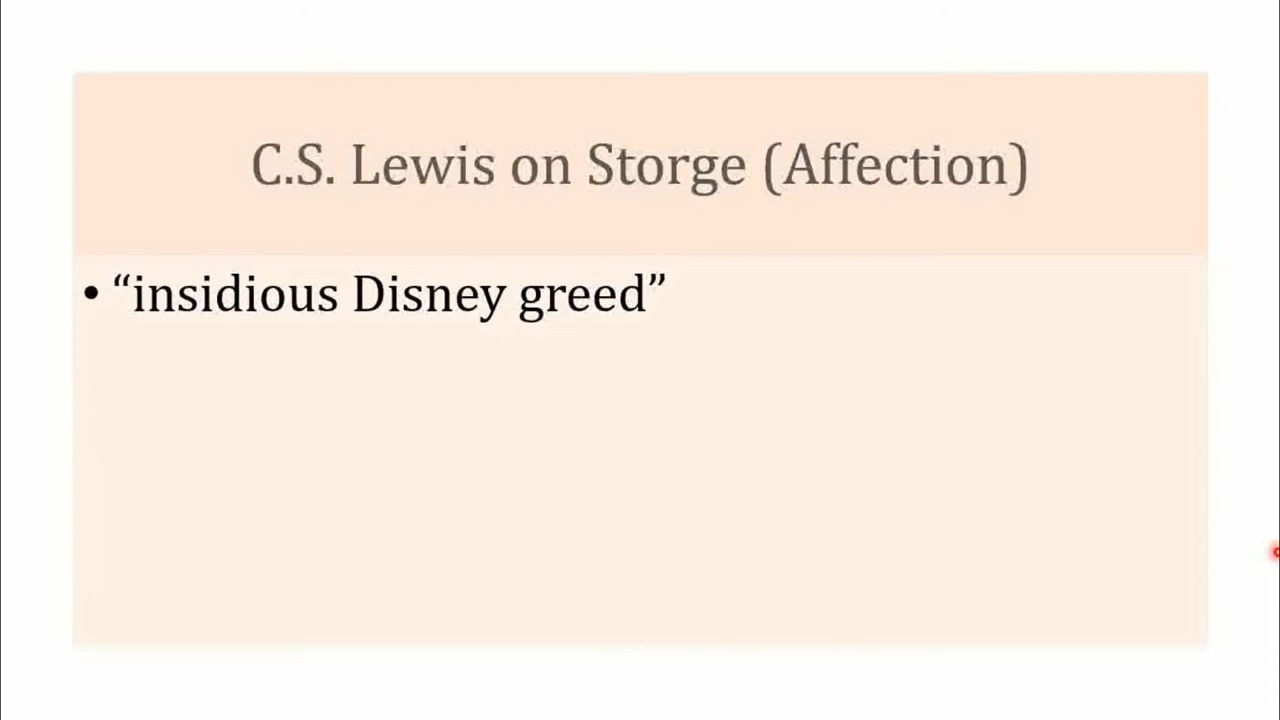 C.S. Lewis on Storge (Affection)
• “insidious Disney greed”